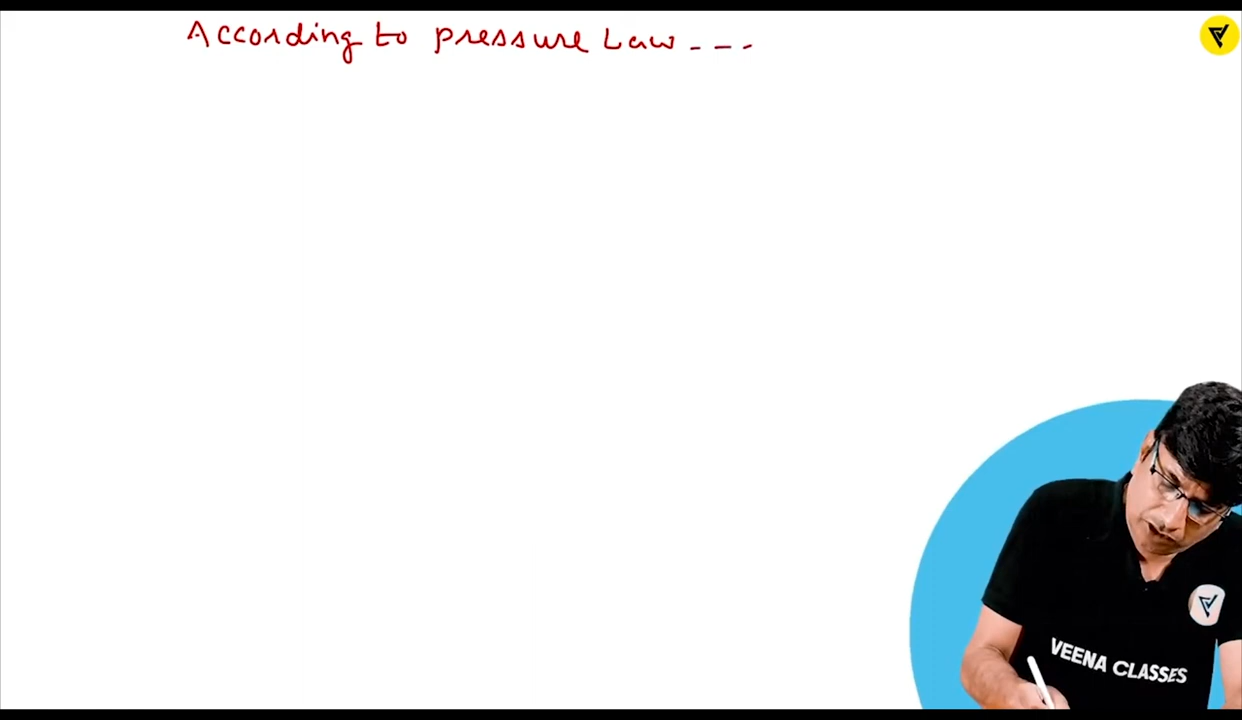 According to pressure Law ---
VEENA CLASSES